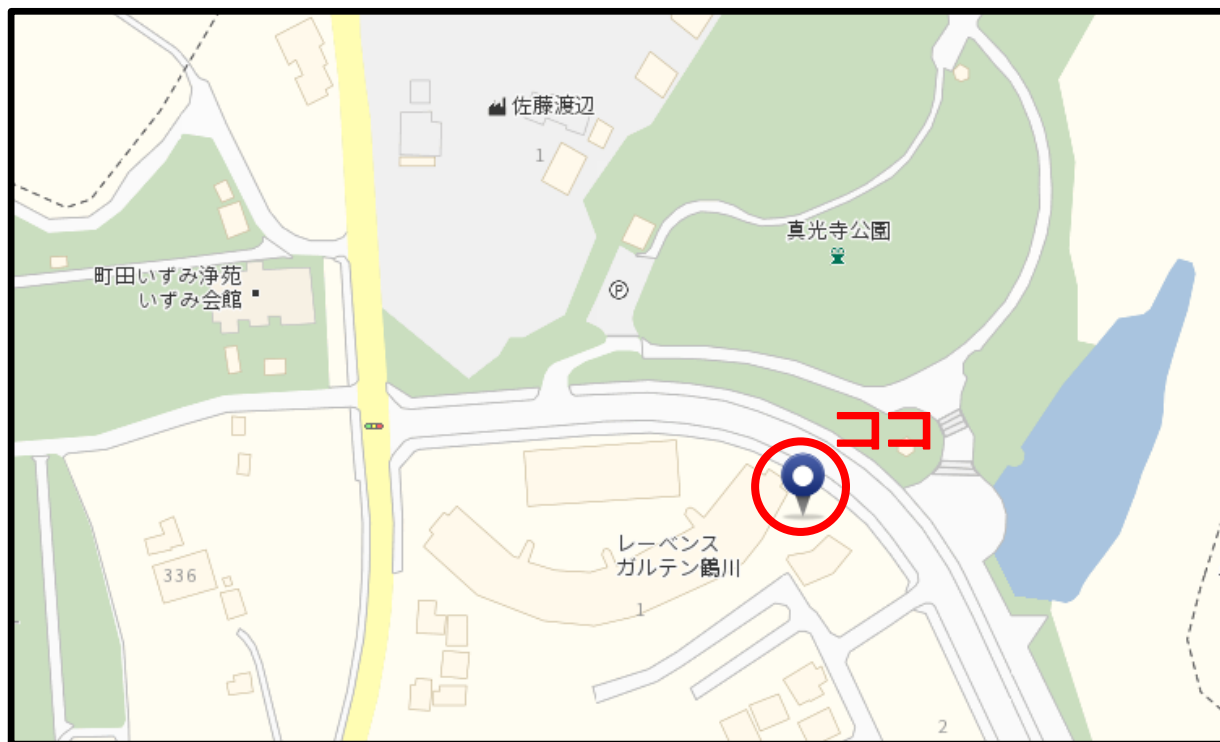 佐藤渡辺
1
真光寺公園
町田いずみ浄苑
いずみ会館
P
ココ
レーベンス
ガルテン鶴川
336
1
2